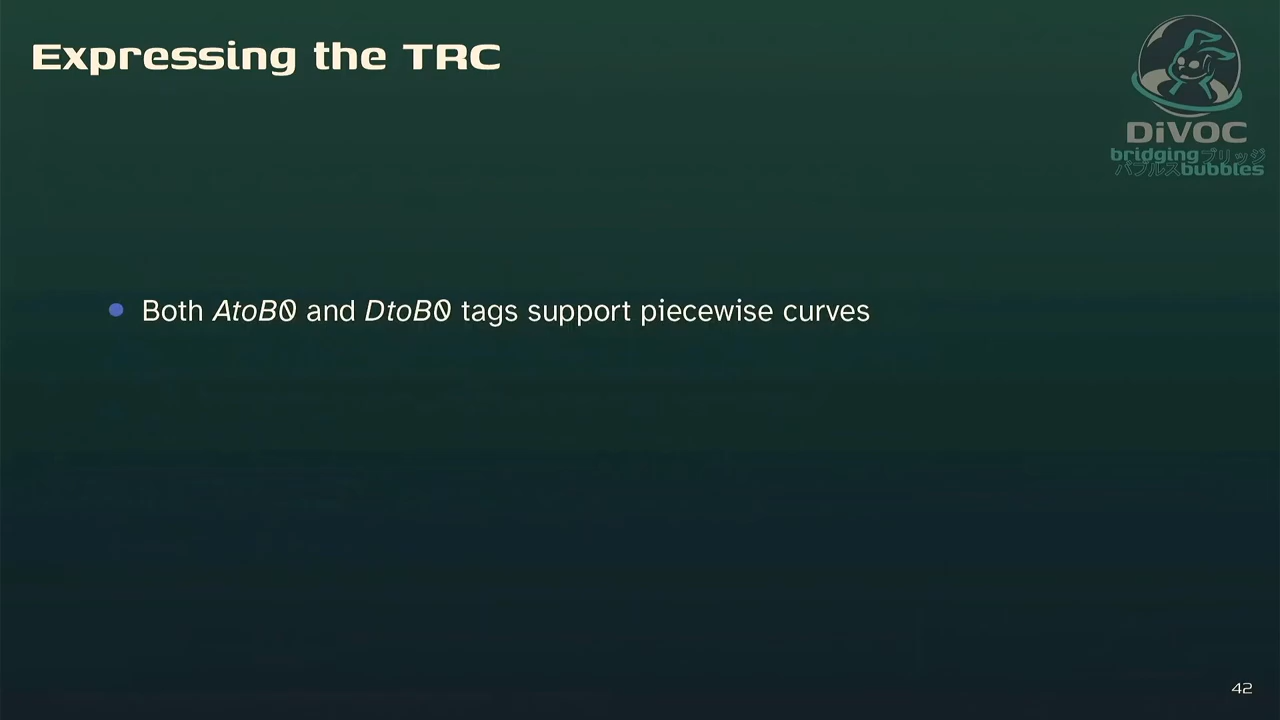 Expressing the TRC
DiVOC
bridgingブリッジ
バブルスbubbles
Both AtoB0 and DtoB0 tags support piecewise curves
42